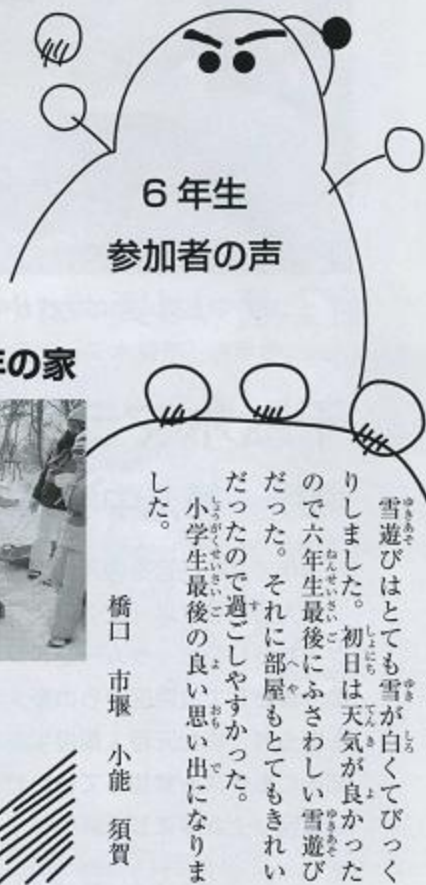 6年生
参加者の声
年の家
雪遊びはとても雪が白くてびっく
りしました。初日は天気が良かった
ので六年生最後にふさわしい雪遊び
だった。それに部屋もとてもきれい
だったので過ごしやすかった。
小学生最後の良い思い出になりま
した。
橋口 市堰 小能 須賀